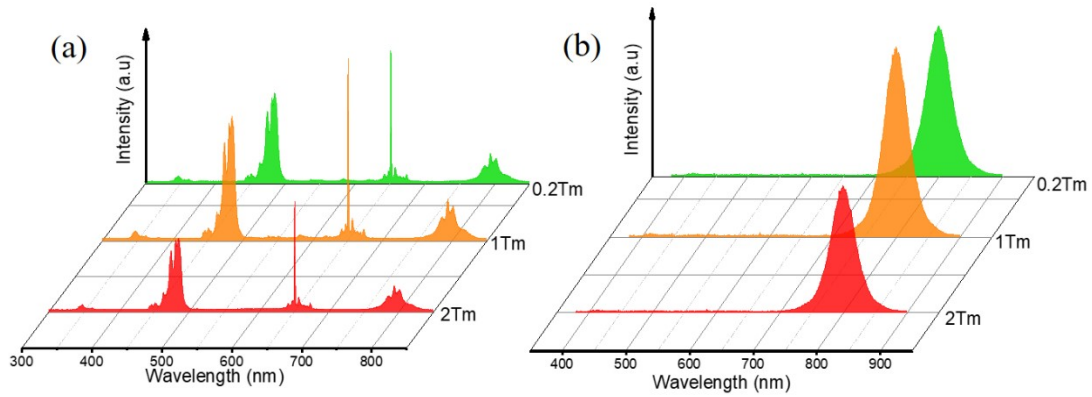 (a)
Intensity (a.u)
0.2Tm
1Tm
2Tm
300 400 500 600 700 800
Wavelength (nm)
(b)
Intensity (a.u)
0.2Tm
1Tm
2Tm
400 500 600 700 800 900
Wavelength (nm)